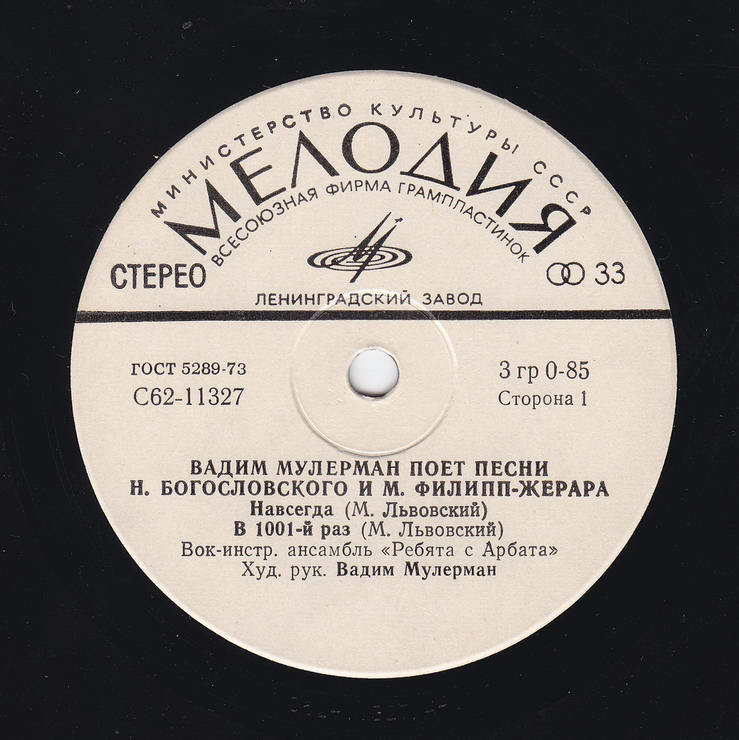 МИНИСТЕРСТВО КУЛЬТУРЫ СССР
МЕЛОДИЯ
ВСЕСОЮЗНАЯ ФИРМА ГРАМПЛАСТИНОК
СТЕРЕО
33
ЛЕНИНГРАДСКИЙ ЗАВОД
ГОСТ 5289-73
3 гр 0-85
С62-11327
Сторона 1
ВАДИМ МУЛЕРМАН ПОЕТ ПЕСНИ
Н. БОГОСЛОВСКОГО И М. ФИЛИПП-ЖЕРАРА
Навсегда (М. Львовский)
В 1001-й раз (М. Львовский)
Вок-инстр. ансамбль «Ребята с Арбата»
Худ. рук. Вадим Мулерман